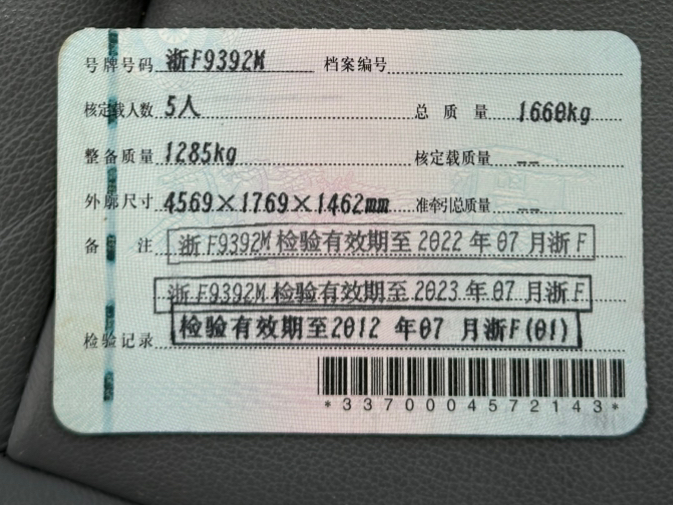 号牌号码 浙F9392M 档案编号
核定载人数 5人 总质量 1660kg
整备质量 1285kg 核定载质量 --
外廓尺寸 4569×1769×1462mm 准牵引总质量 --
备注 浙F9392M检验有效期至2022年07月浙F
浙F9392M检验有效期至2023年07月浙F
检验记录 检验有效期至2012年07月浙F(01)
*3370004572143*